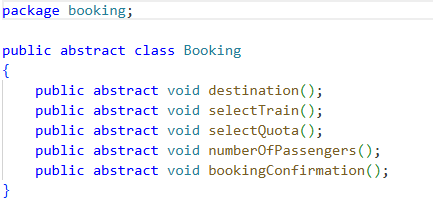 package booking;
public abstract class Booking
{
public abstract void destination();
public abstract void selectTrain();
public abstract void selectQuota();
public abstract void numberOfPassengers();
public abstract void bookingConfirmation();
}